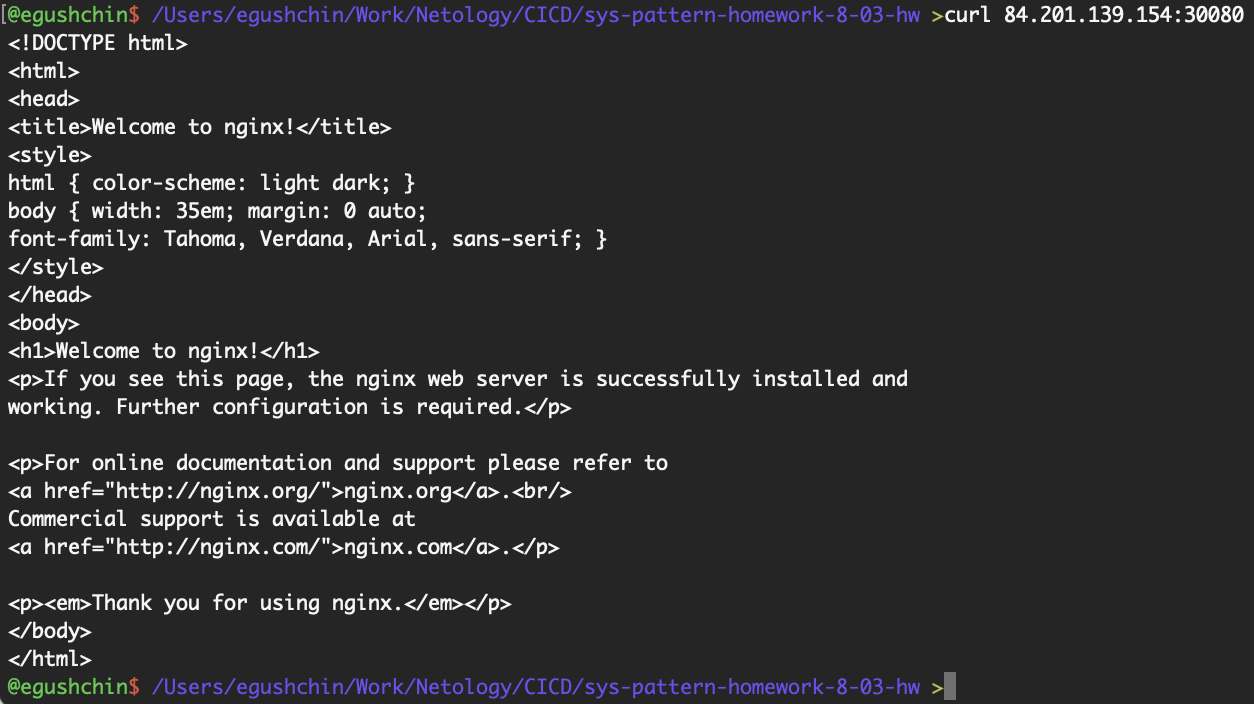 [@egushchin$ /Users/egushchin/Work/Netology/CICD/sys-pattern-homework-8-03-hw >curl 84.201.139.154:30080
<!DOCTYPE html>
<html>
<head>
<title>Welcome to nginx!</title>
<style>
html { color-scheme: light dark; }
body { width: 35em; margin: 0 auto;
font-family: Tahoma, Verdana, Arial, sans-serif; }
</style>
</head>
<body>
<h1>Welcome to nginx!</h1>
<p>If you see this page, the nginx web server is successfully installed and
working. Further configuration is required.</p>

<p>For online documentation and support please refer to
<a href="http://nginx.org/">nginx.org</a>.<br/>
Commercial support is available at
<a href="http://nginx.com/">nginx.com</a>.</p>

<p><em>Thank you for using nginx.</em></p>
</body>
</html>
@egushchin$ /Users/egushchin/Work/Netology/CICD/sys-pattern-homework-8-03-hw >